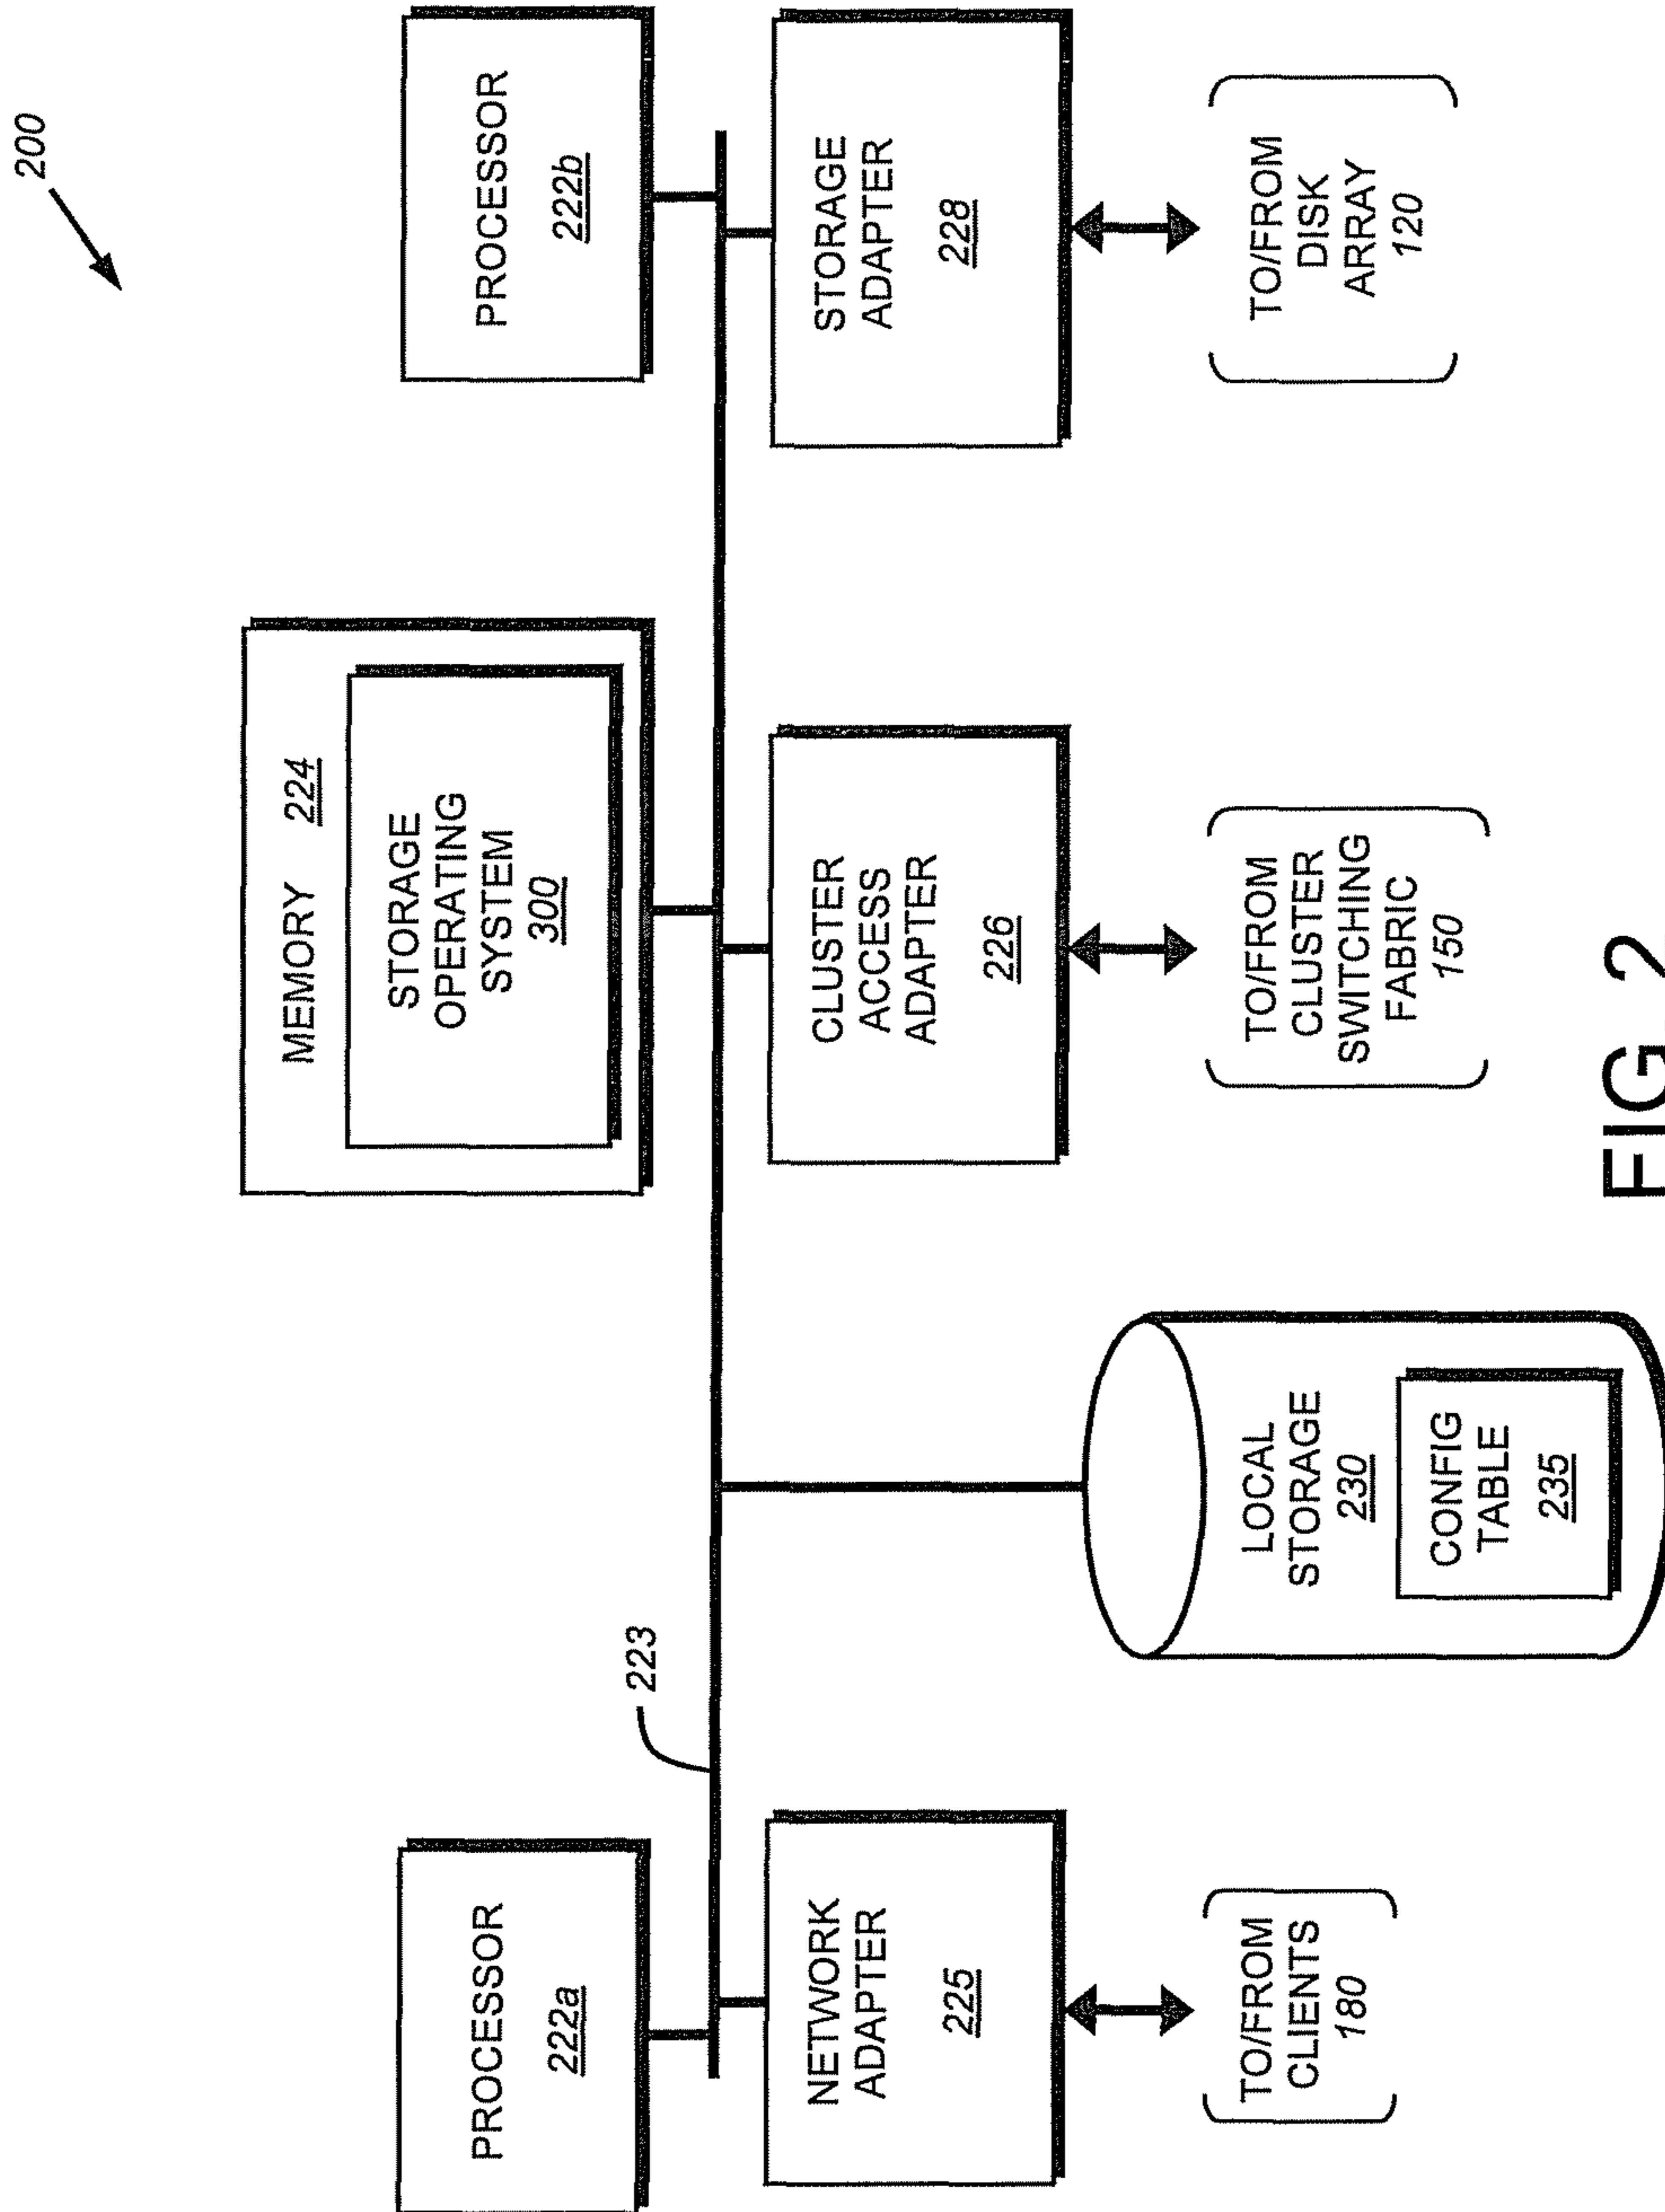 200
PROCESSOR
222a
MEMORY 224
STORAGE
OPERATING
SYSTEM
300
PROCESSOR
222b
223
NETWORK
ADAPTER
225
CLUSTER
ACCESS
ADAPTER
226
STORAGE
ADAPTER
228
TO/FROM
CLIENTS
180
LOCAL
STORAGE
230
CONFIG
TABLE
235
TO/FROM
CLUSTER
SWITCHING
FABRIC
150
TO/FROM
DISK
ARRAY
120
FIG. 2